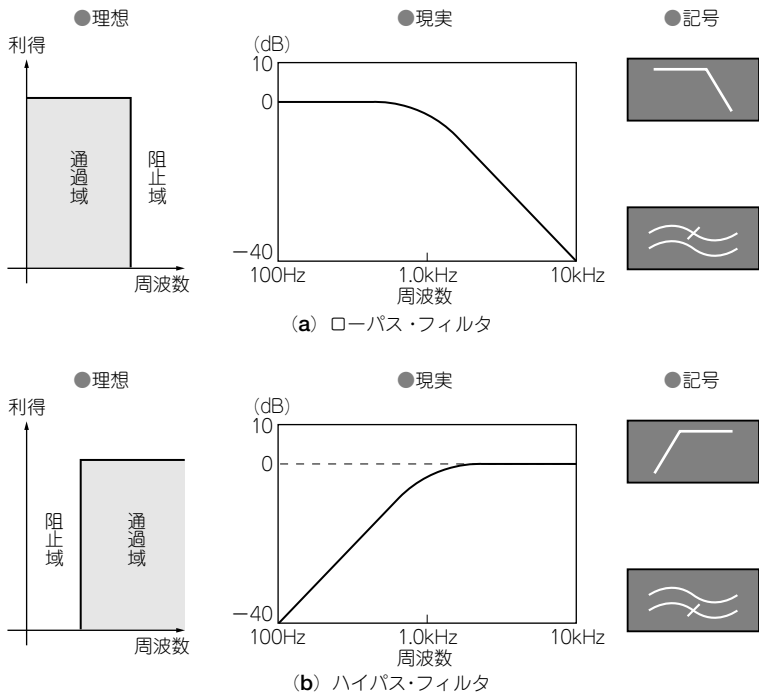 ●理想
●現実
●記号
利得
通過域
阻止域
周波数
(dB)
10
0
−40
100Hz
1.0kHz
10kHz
周波数
(a) ローパス・フィルタ
●理想
●現実
●記号
利得
阻止域
通過域
周波数
(dB)
10
0
−40
100Hz
1.0kHz
10kHz
周波数
(b) ハイパス・フィルタ